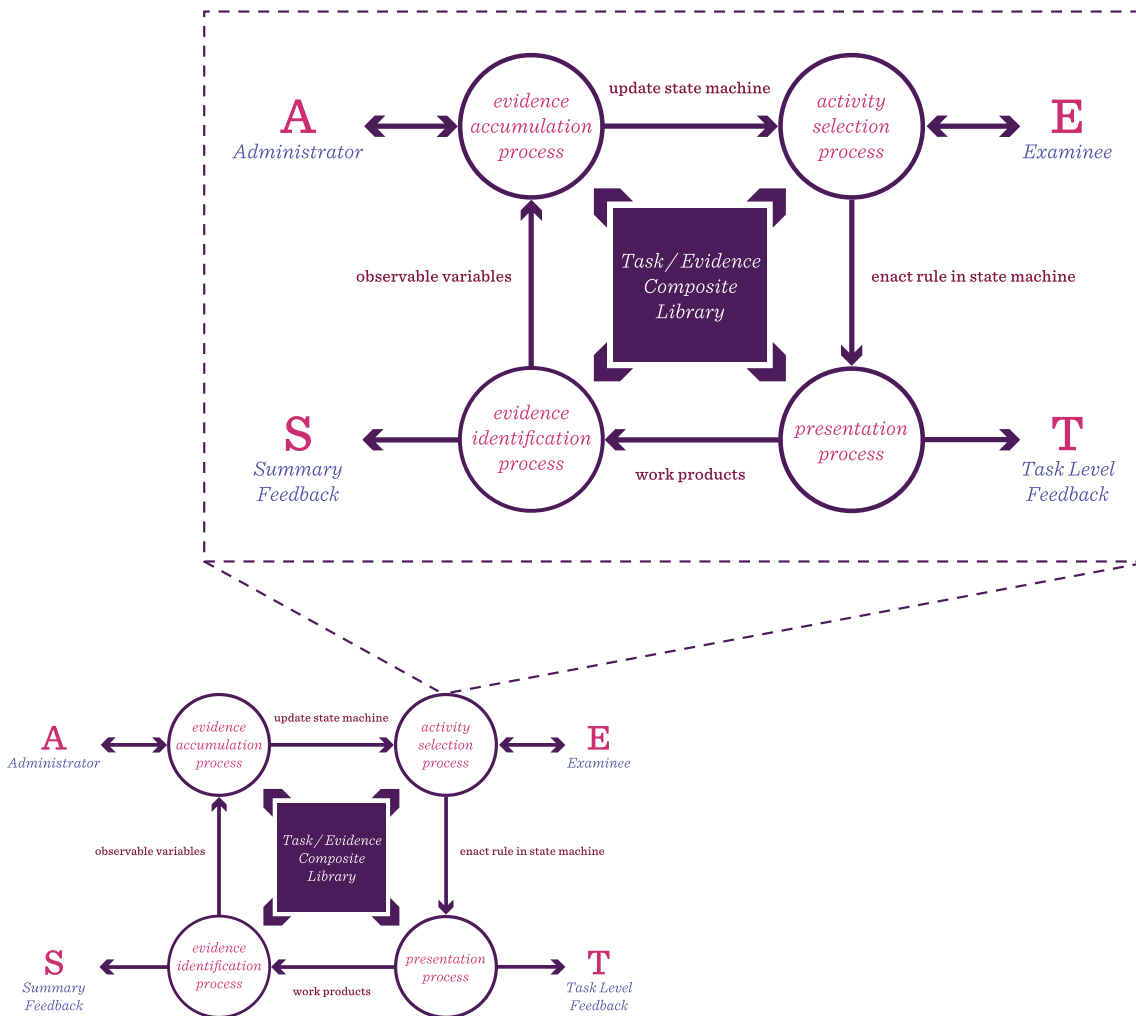 evidence
accumulation
process
update state machine
activity
selection
process
A
Administrator
E
Examinee
observable variables
Task / Evidence
Composite
Library
enact rule in state machine
S
Summary
Feedback
evidence
identification
process
work products
presentation
process
T
Task Level
Feedback
evidence
accumulation
process
update state machine
activity
selection
process
A
Administrator
E
Examinee
observable variables
Task / Evidence
Composite
Library
enact rule in state machine
S
Summary
Feedback
evidence
identification
process
work products
presentation
process
T
Task Level
Feedback